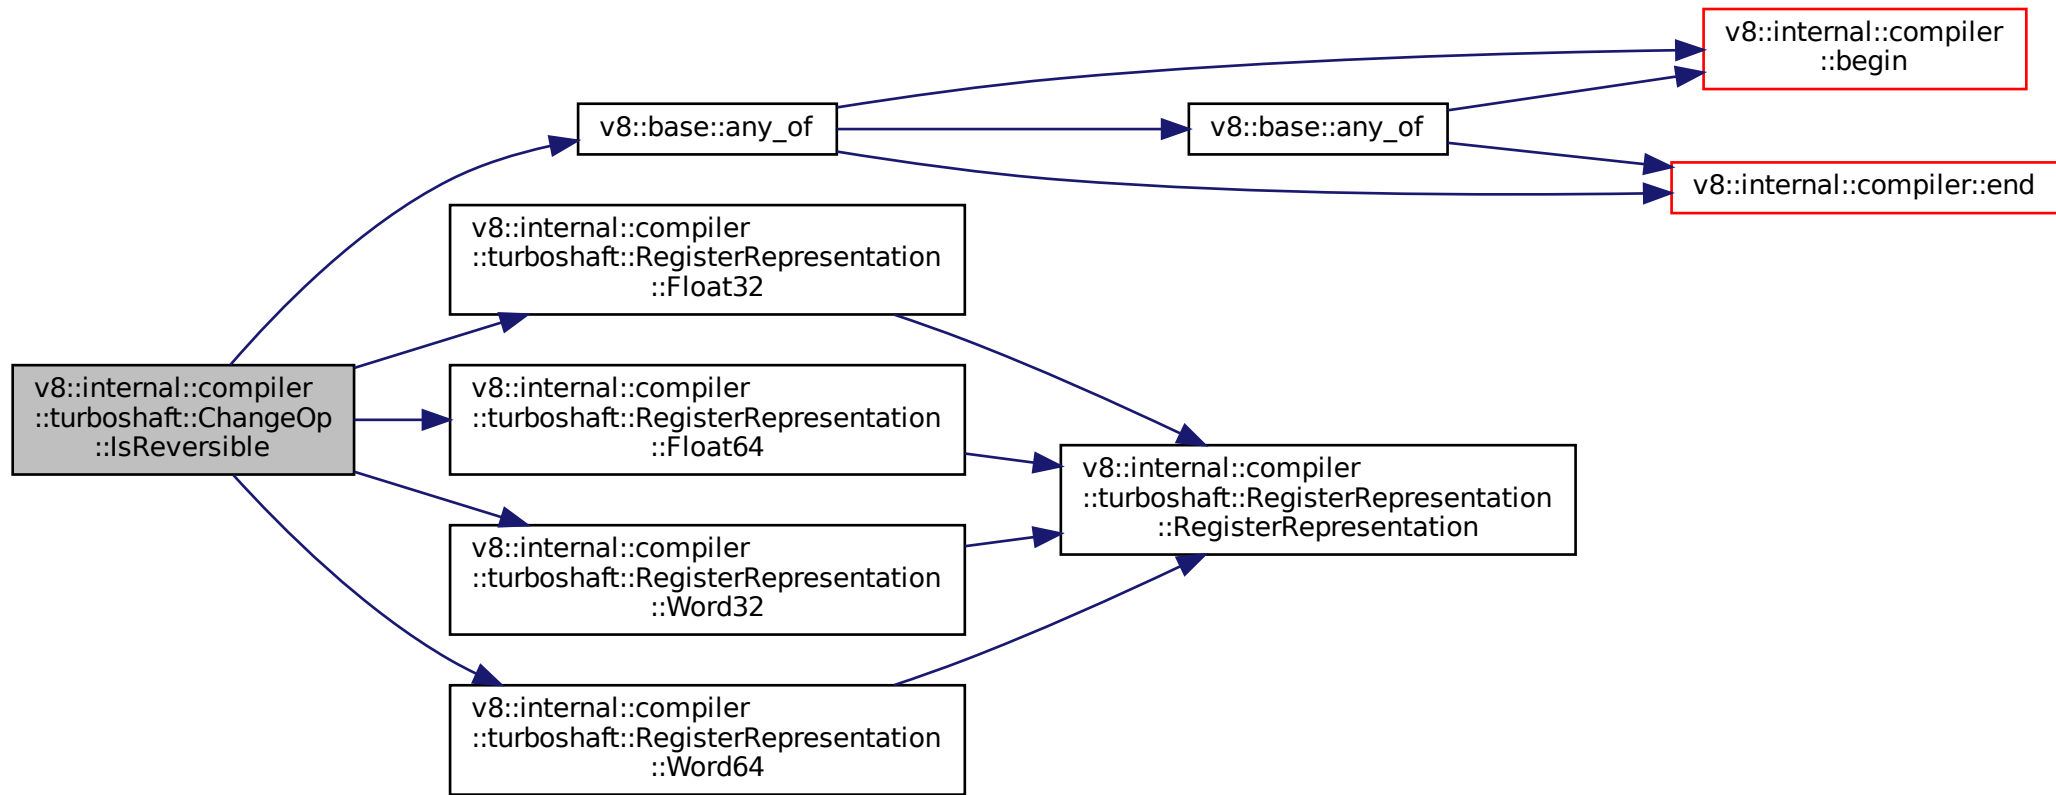 v8::internal::compiler
::begin
v8::base::any_of
v8::base::any_of
v8::internal::compiler::end
v8::internal::compiler
::turboshaft::RegisterRepresentation
::Float32
v8::internal::compiler
::turboshaft::ChangeOp
::IsReversible
v8::internal::compiler
::turboshaft::RegisterRepresentation
::Float64
v8::internal::compiler
::turboshaft::RegisterRepresentation
::RegisterRepresentation
v8::internal::compiler
::turboshaft::RegisterRepresentation
::Word32
v8::internal::compiler
::turboshaft::RegisterRepresentation
::Word64